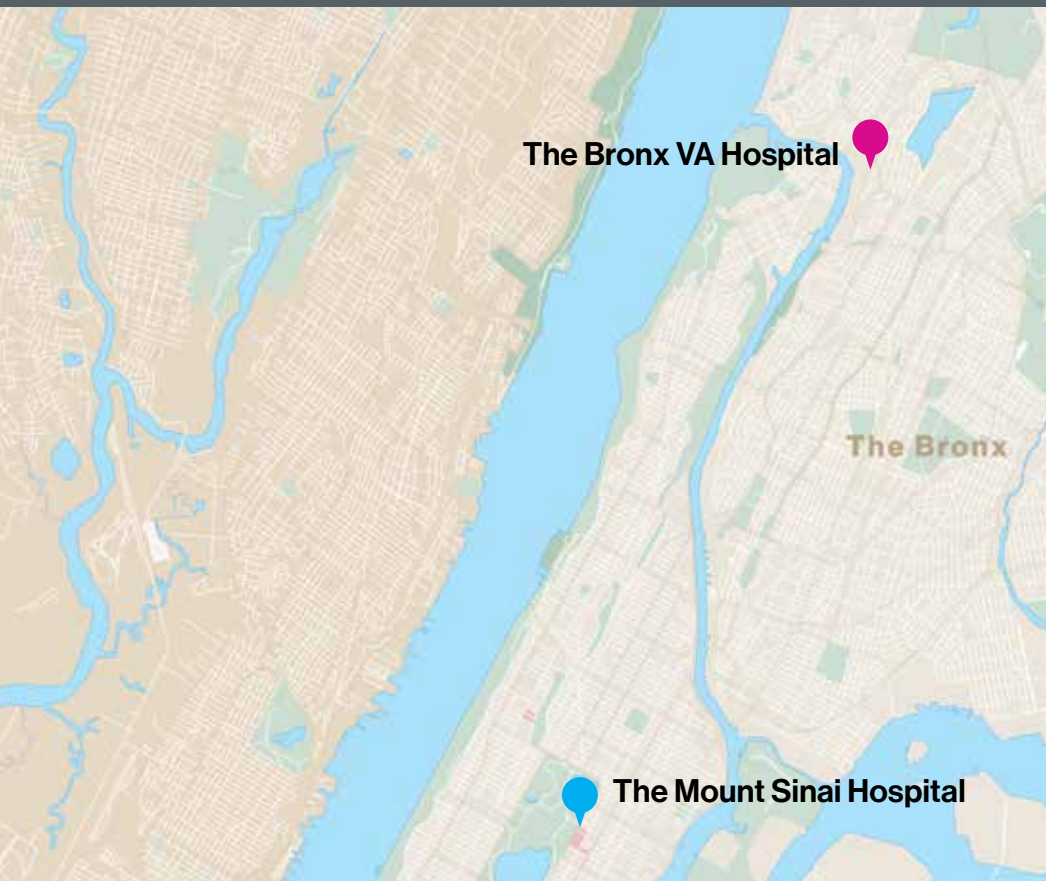 The Bronx VA Hospital
The Bronx
The Mount Sinai Hospital